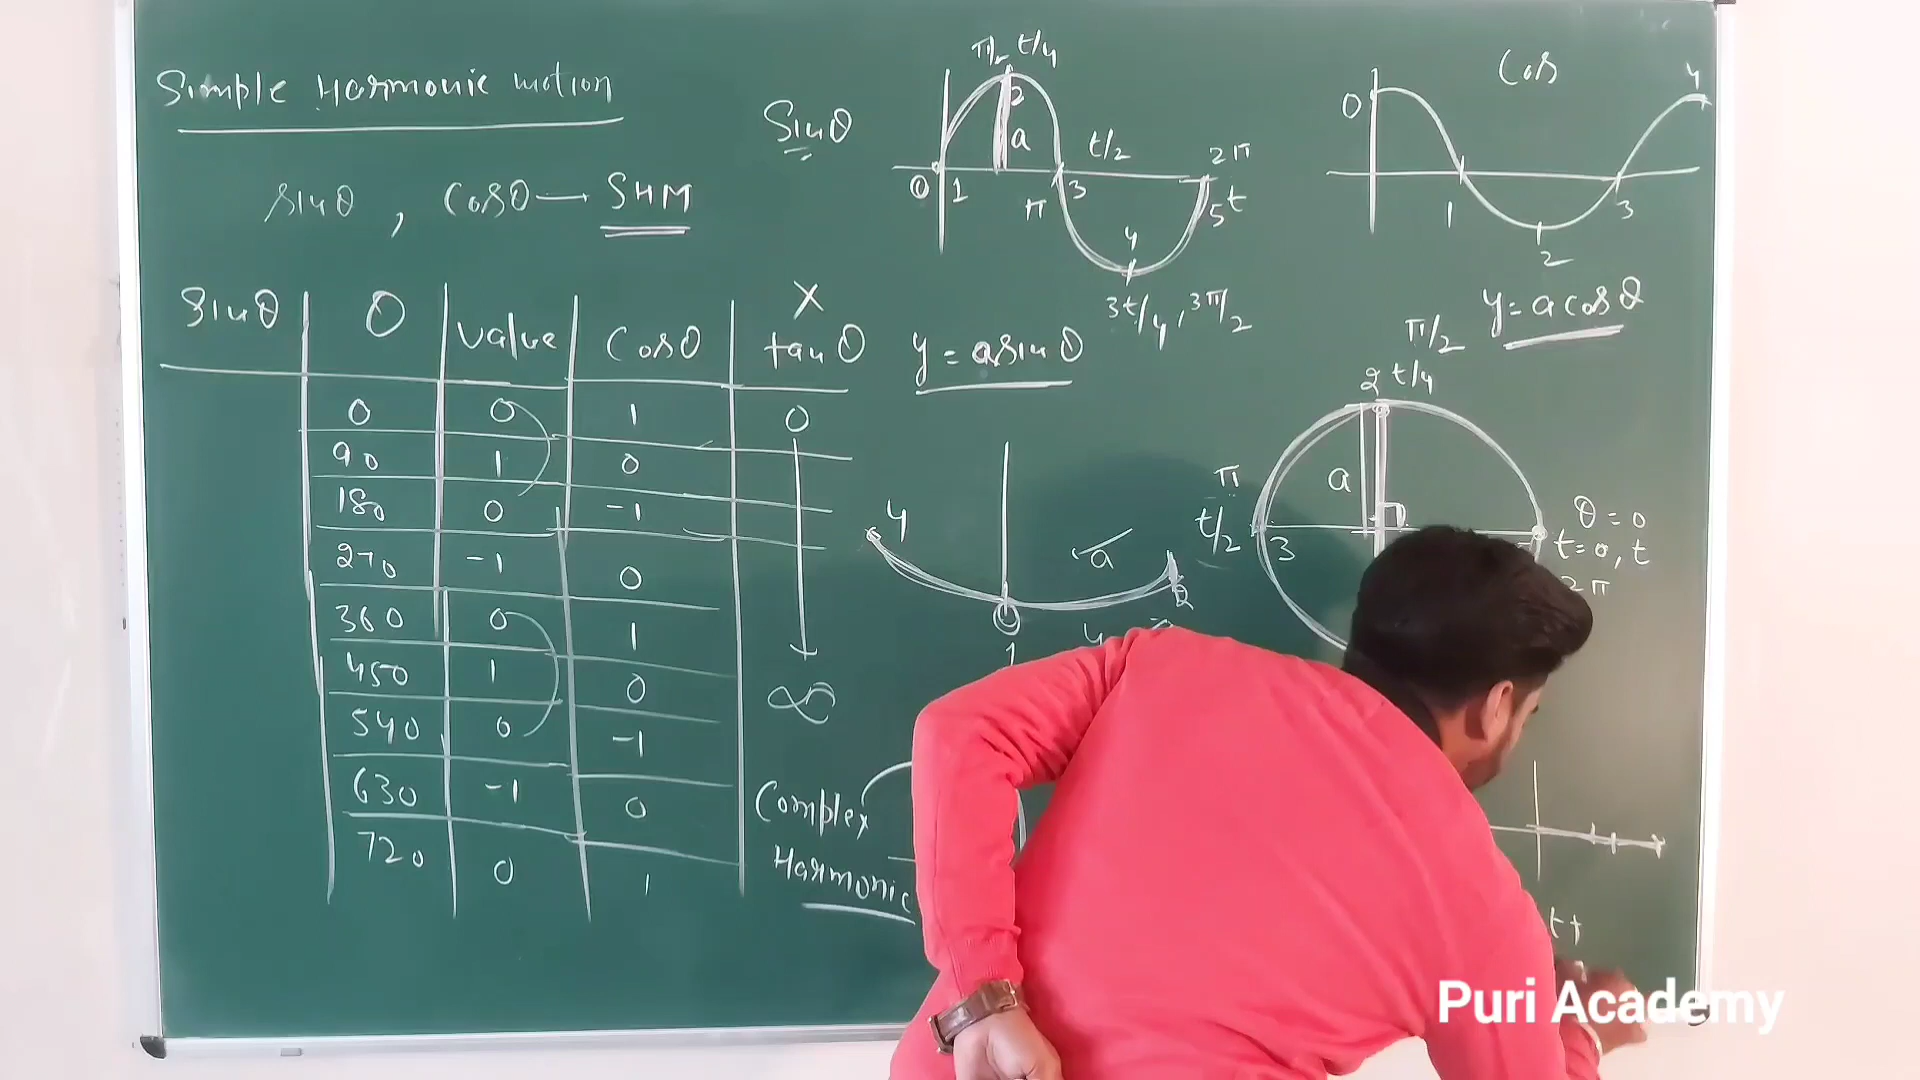 Simple Harmonic motion
sinθ , Cosθ → SHM
Sinθ θ value Cosθ tanθ
X
0 0 1 0
90 1 0
180 0 -1
270 -1 0
360 0 1
450 1 0
540 0 -1
630 -1 0
720 0 1
∞
Sinθ
π/2 t/4
2
a
0 1 π 3 t/2
2π
5 t
4
3t/4, 3π/2
y = a sinθ
Cos
0 1 2 3 4
y = a cosθ
4 a 2
1
4
π/2
2 t/4
π
t/2 3 a
θ = 0
t = 0, t
2π
Complex
Harmonic
t+
Puri Academy